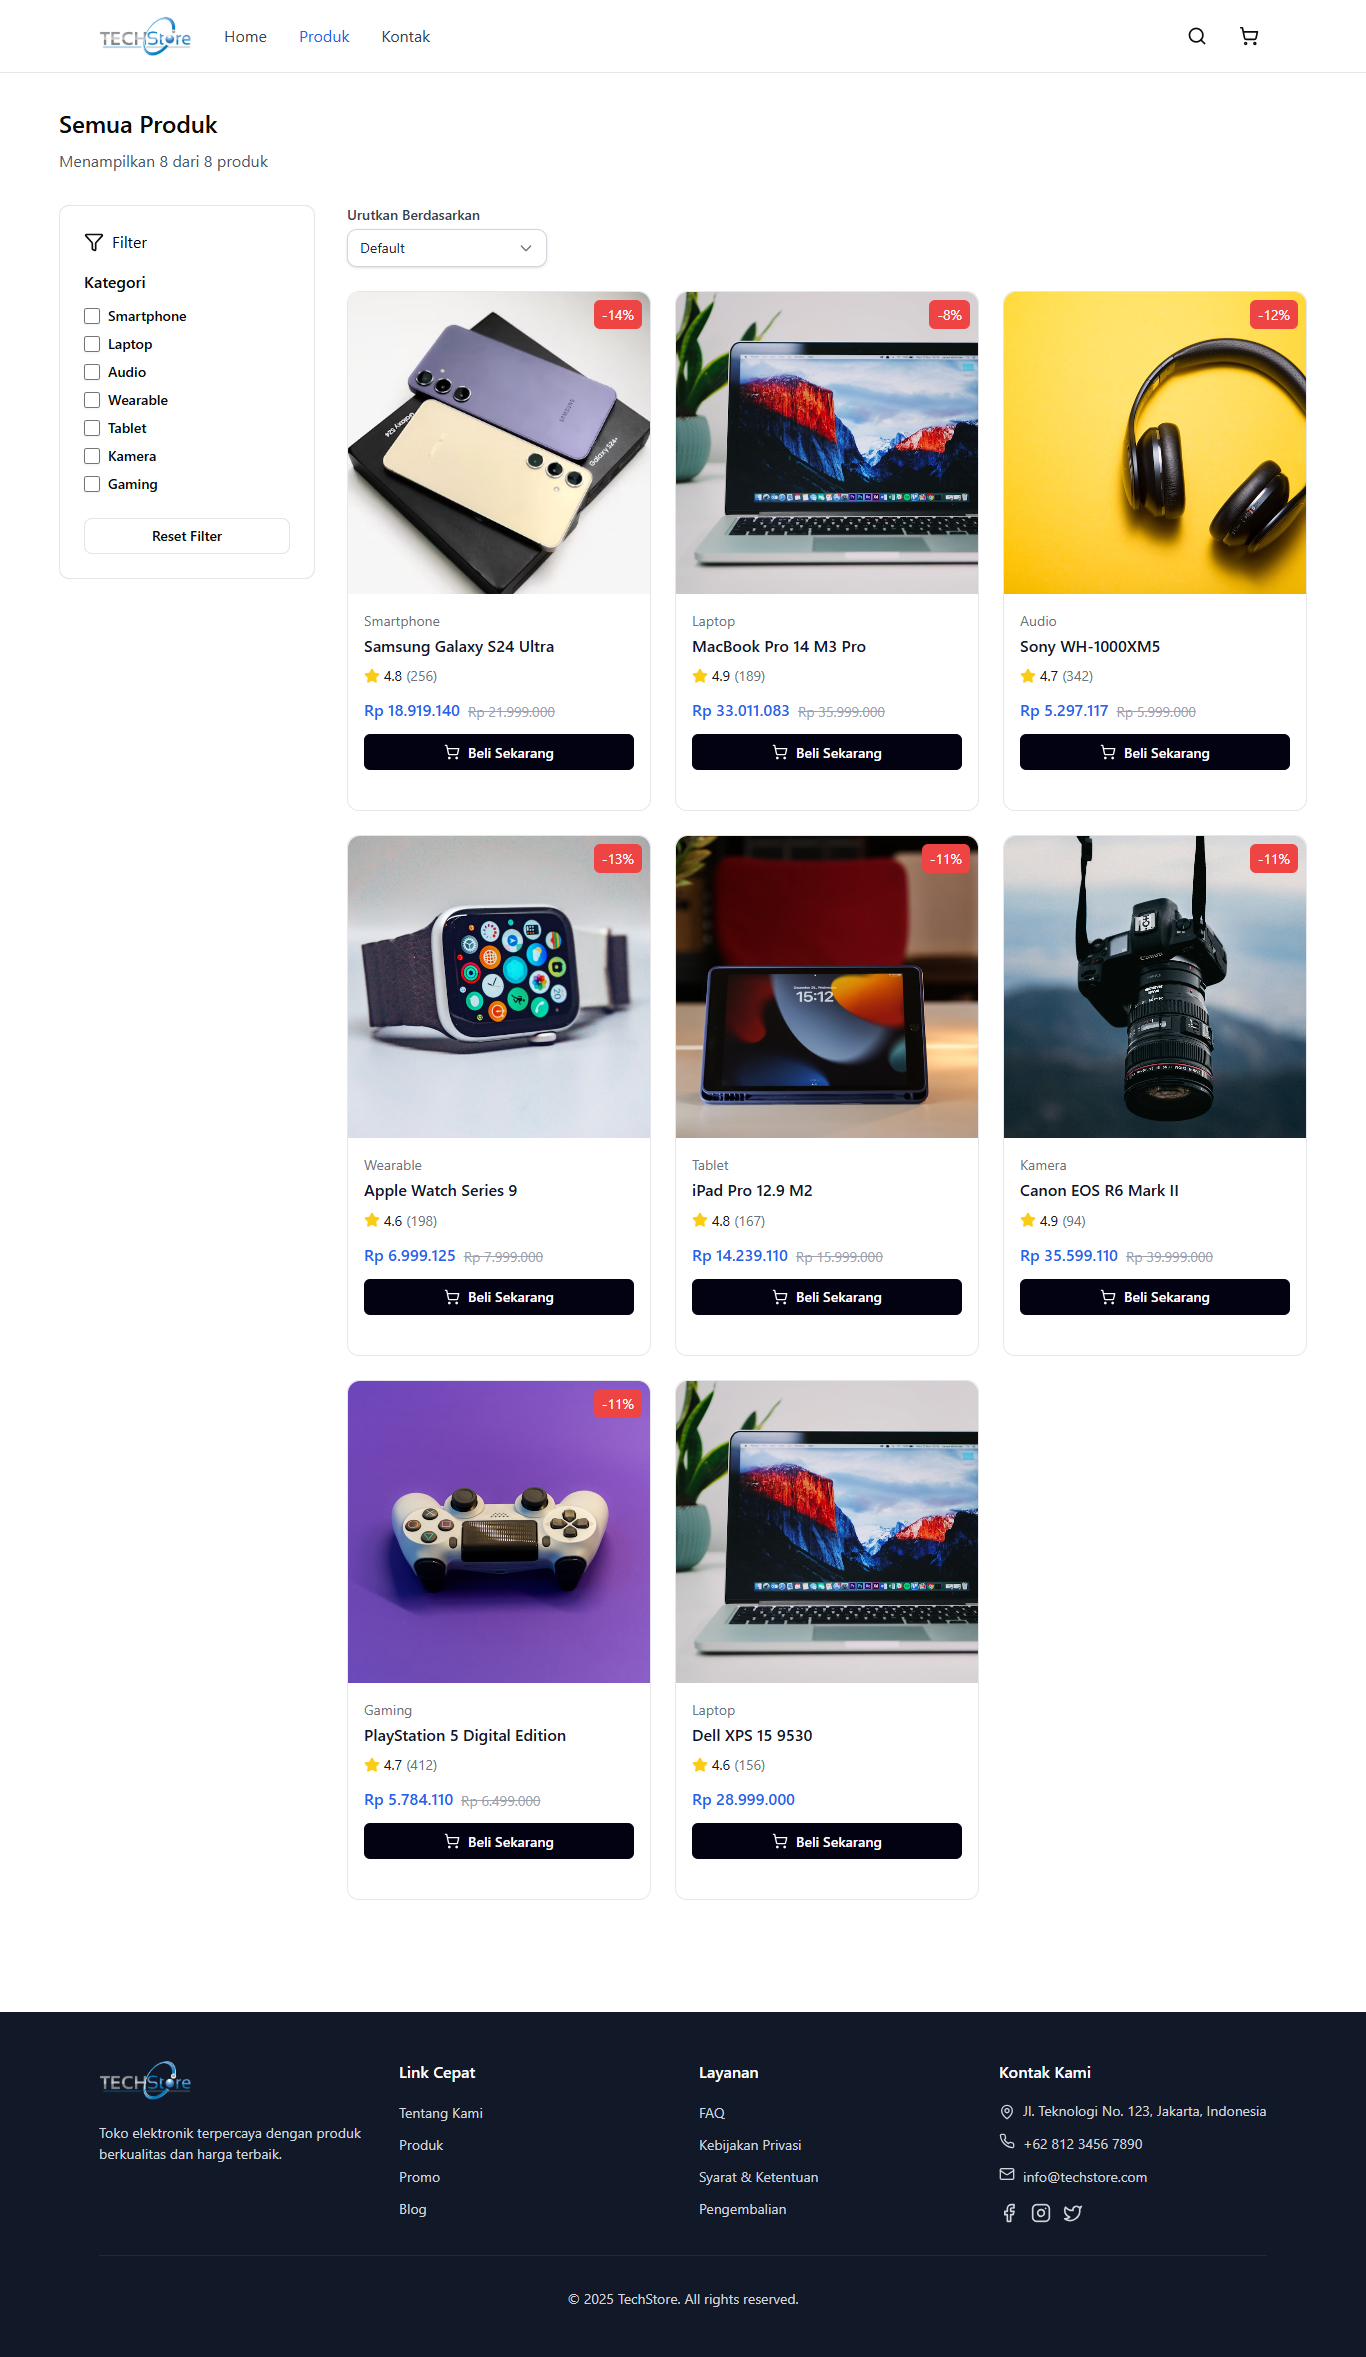 TECHStore
Home
Produk
Kontak
Semua Produk
Menampilkan 8 dari 8 produk
Filter
Kategori
Smartphone
Laptop
Audio
Wearable
Tablet
Kamera
Gaming
Reset Filter
Urutkan Berdasarkan
Default
-14%
SAMSUNG
Galaxy S24
Galaxy S24+
Smartphone
Samsung Galaxy S24 Ultra
4.8 (256)
Rp 18.919.140 Rp 21.999.000
Beli Sekarang
-8%
Laptop
MacBook Pro 14 M3 Pro
4.9 (189)
Rp 33.011.083 Rp 35.999.000
Beli Sekarang
-12%
Audio
Sony WH-1000XM5
4.7 (342)
Rp 5.297.117 Rp 5.999.000
Beli Sekarang
-13%
Wearable
Apple Watch Series 9
4.6 (198)
Rp 6.999.125 Rp 7.999.000
Beli Sekarang
-11%
15:12
Tablet
iPad Pro 12.9 M2
4.8 (167)
Rp 14.239.110 Rp 15.999.000
Beli Sekarang
-11%
Canon
Kamera
Canon EOS R6 Mark II
4.9 (94)
Rp 35.599.110 Rp 39.999.000
Beli Sekarang
-11%
Gaming
PlayStation 5 Digital Edition
4.7 (412)
Rp 5.784.110 Rp 6.499.000
Beli Sekarang
Laptop
Dell XPS 15 9530
4.6 (156)
Rp 28.999.000
Beli Sekarang
TECHStore
Toko elektronik terpercaya dengan produk
berkualitas dan harga terbaik.
Link Cepat
Tentang Kami
Produk
Promo
Blog
Layanan
FAQ
Kebijakan Privasi
Syarat & Ketentuan
Pengembalian
Kontak Kami
Jl. Teknologi No. 123, Jakarta, Indonesia
+62 812 3456 7890
info@techstore.com
© 2025 TechStore. All rights reserved.